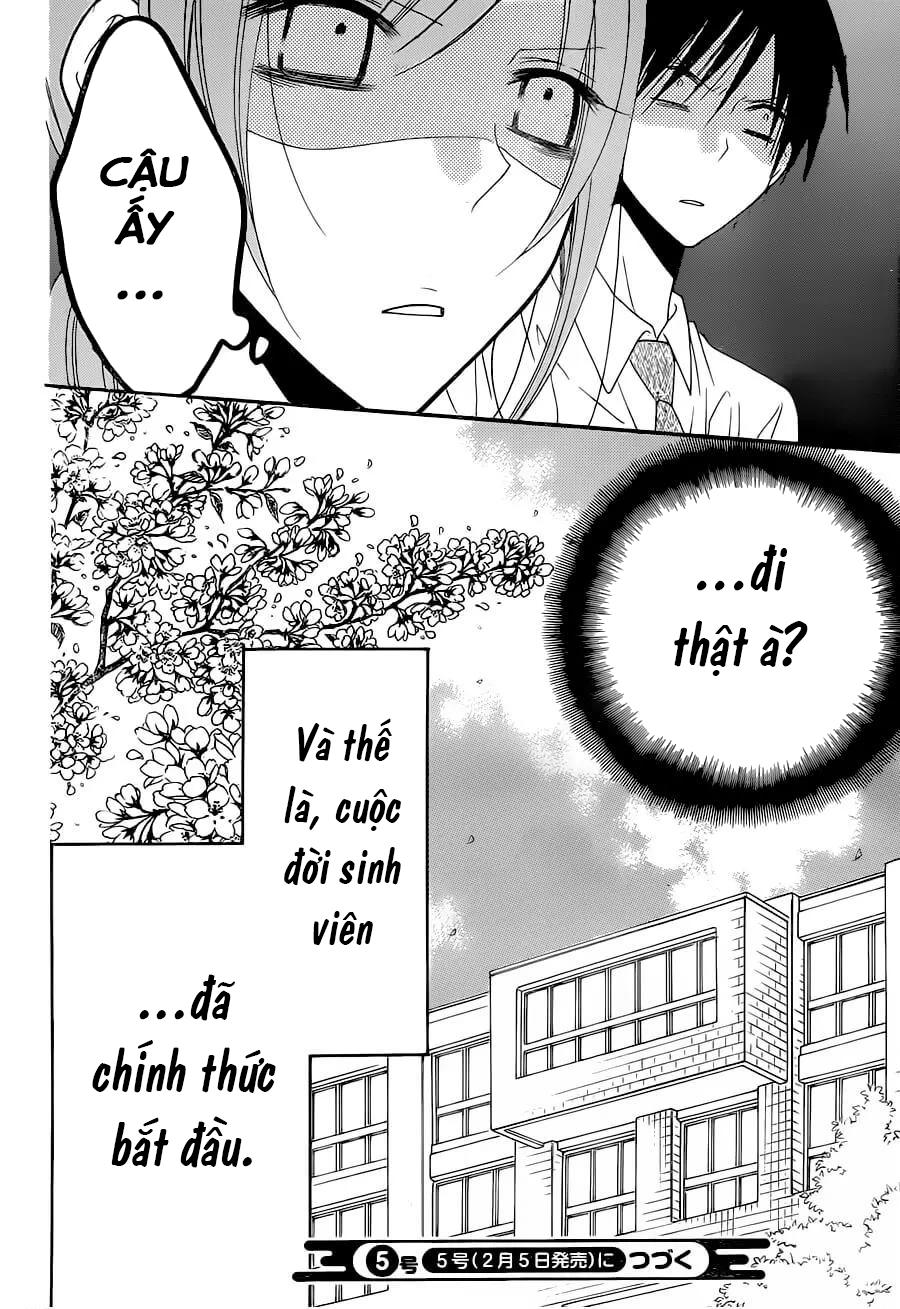 CẬU
ẤY
...
...đi
thật à?
Và thế
là, cuộc
đời sinh
viên
...đã
chính thức
bắt đầu.
5号 5号(2月5日発売)に つづく